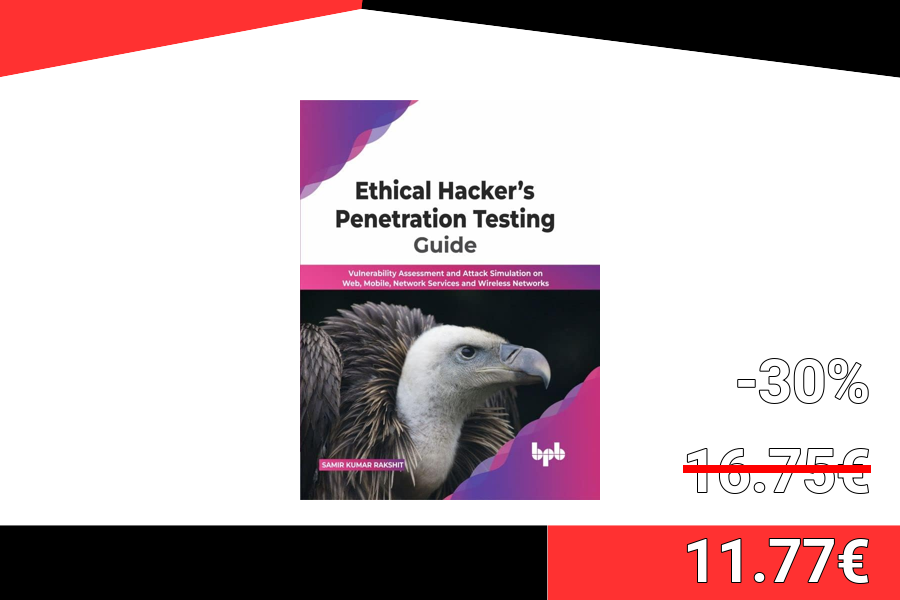 Ethical Hacker's
Penetration Testing
Guide
Vulnerability Assessment and Attack Simulation on
Web, Mobile, Network Services and Wireless Networks
SAMIR KUMAR RAKSHIT
bpb
-30%
16.75€
11.77€